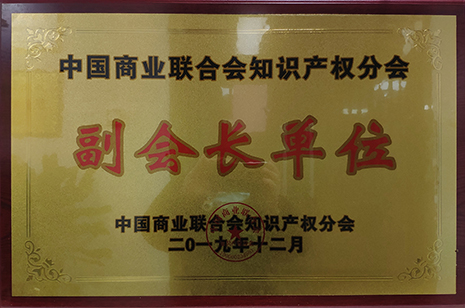 中国商业联合会知识产权分会
副会长单位
中国商业联合会知识产权分会
二〇一九年十二月